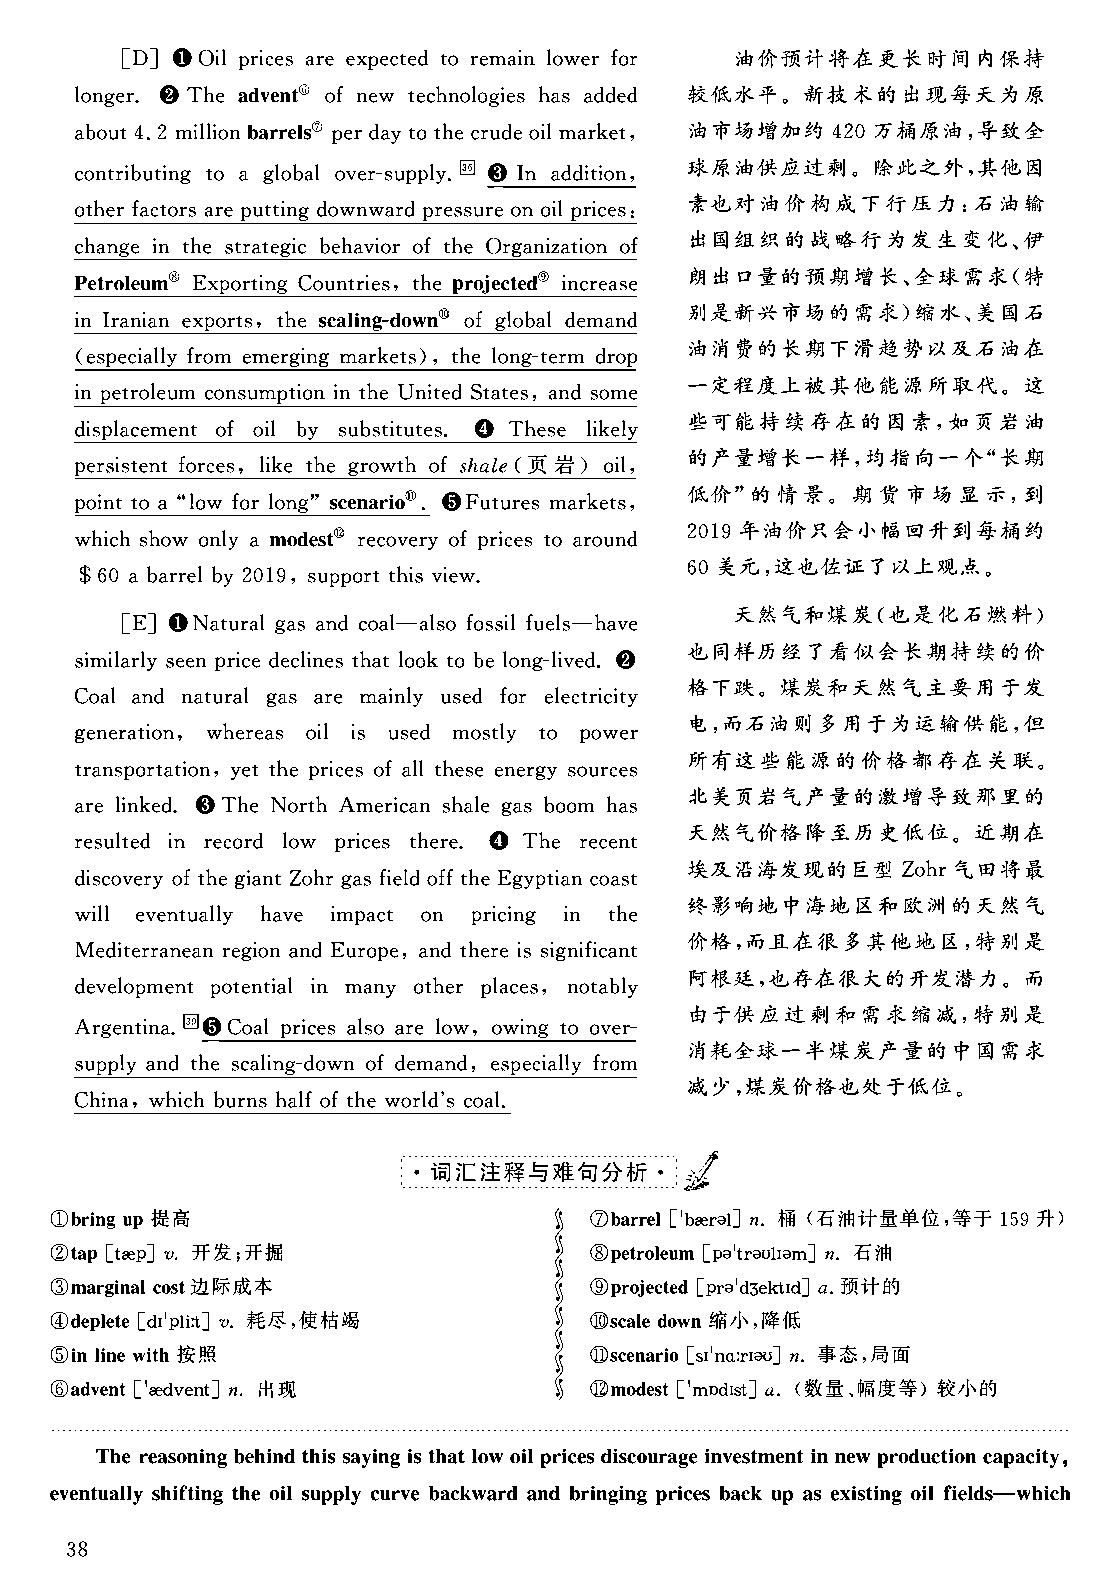 [D] ❶Oil prices are expected to remain lower for
longer. ❷ The advent⑥ of new technologies has added
about 4.2 million barrels⑦ per day to the crude oil market,
contributing to a global over-supply. ❸ In addition,
other factors are putting downward pressure on oil prices:
change in the strategic behavior of the Organization of
Petroleum⑧ Exporting Countries, the projected⑨ increase
in Iranian exports, the scaling-down⑩ of global demand
(especially from emerging markets), the long-term drop
in petroleum consumption in the United States, and some
displacement of oil by substitutes. ❹ These likely
persistent forces, like the growth of shale(页岩) oil,
point to a “low for long” scenario⑪. ❺Futures markets,
which show only a modest⑫ recovery of prices to around
$60 a barrel by 2019, support this view.
[E] ❶Natural gas and coal—also fossil fuels—have
similarly seen price declines that look to be long-lived. ❷
Coal and natural gas are mainly used for electricity
generation, whereas oil is used mostly to power
transportation, yet the prices of all these energy sources
are linked. ❸The North American shale gas boom has
resulted in record low prices there. ❹ The recent
discovery of the giant Zohr gas field off the Egyptian coast
will eventually have impact on pricing in the
Mediterranean region and Europe, and there is significant
development potential in many other places, notably
Argentina. 39 ❺Coal prices also are low, owing to over-
supply and the scaling-down of demand, especially from
China, which burns half of the world's coal.
油价预计将在更长时间内保持
较低水平。新技术的出现每天为原
油市场增加约 420 万桶原油,导致全
球原油供应过剩。除此之外,其他因
素也对油价构成下行压力:石油输
出国组织的战略行为发生变化、伊
朗出口量的预期增长、全球需求(特
别是新兴市场的需求)缩水、美国石
油消费的长期下滑趋势以及石油在
一定程度上被其他能源所取代。这
些可能持续存在的因素,如页岩油
的产量增长一样,均指向一个“长期
低价”的情景。期货市场显示,到
2019 年油价只会小幅回升到每桶约
60 美元,这也佐证了以上观点。
天然气和煤炭(也是化石燃料)
也同样历经了看似会长期持续的价
格下跌。煤炭和天然气主要用于发
电,而石油则多用于为运输供能,但
所有这些能源的价格都存在关联。
北美页岩气产量的激增导致那里的
天然气价格降至历史低位。近期在
埃及沿海发现的巨型 Zohr 气田将最
终影响地中海地区和欧洲的天然气
价格,而且在很多其他地区,特别是
阿根廷,也存在很大的开发潜力。而
由于供应过剩和需求缩减,特别是
消耗全球一半煤炭产量的中国需求
减少,煤炭价格也处于低位。
·词汇注释与难句分析·
①bring up 提高
②tap [tæp] v. 开发;开掘
③marginal cost 边际成本
④deplete [dɪˈpliːt] v. 耗尽,使枯竭
⑤in line with 按照
⑥advent [ˈædvent] n. 出现
⑦barrel [ˈbærəl] n. 桶（石油计量单位,等于 159 升）
⑧petroleum [pəˈtrəʊlɪəm] n. 石油
⑨projected [prəˈdʒektɪd] a. 预计的
⑩scale down 缩小,降低
⑪scenario [sɪˈnɑːrɪəʊ] n. 事态,局面
⑫modest [ˈmɒdɪst] a.（数量、幅度等）较小的
The reasoning behind this saying is that low oil prices discourage investment in new production capacity,
eventually shifting the oil supply curve backward and bringing prices back up as existing oil fields—which
38